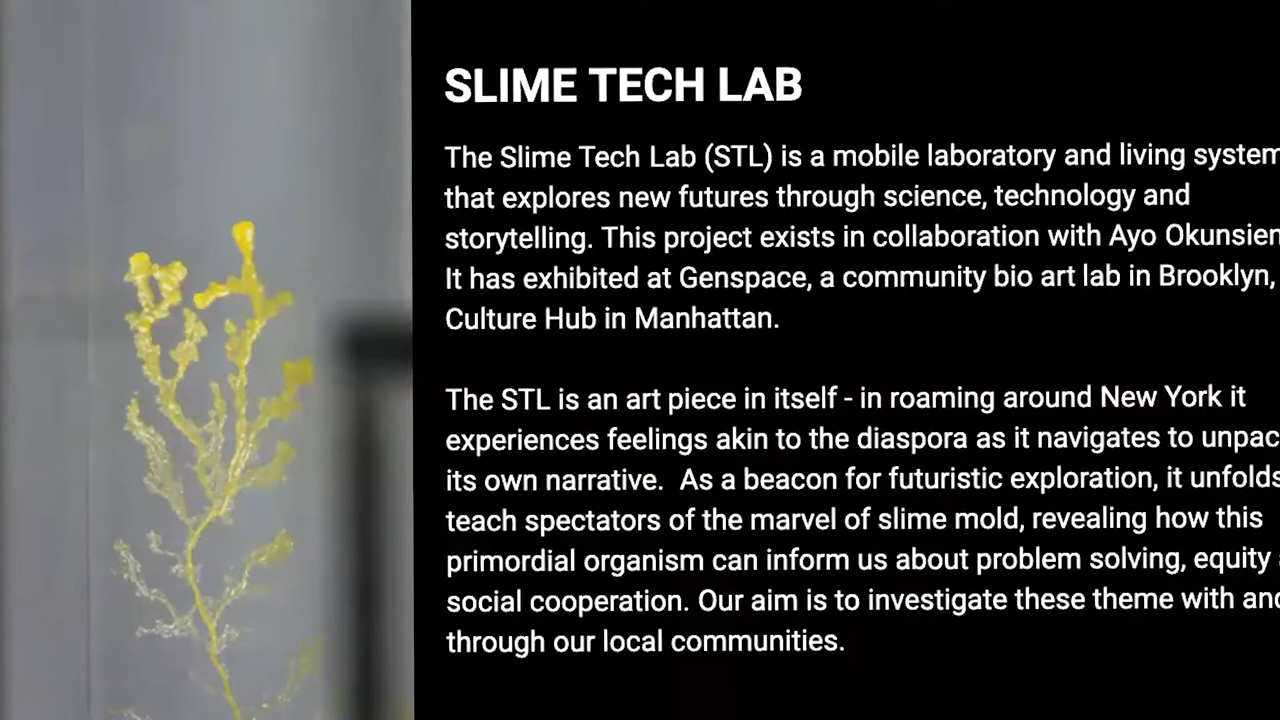 SLIME TECH LAB
The Slime Tech Lab (STL) is a mobile laboratory and living system
that explores new futures through science, technology and
storytelling. This project exists in collaboration with Ayo
It has exhibited at Genspace, a community bio art lab in Brooklyn,
Culture Hub in Manhattan.
The STL is an art piece in itself - in roaming around New York it
experiences feelings akin to the diaspora as it navigates to
its own narrative. As a beacon for futuristic exploration, it unfolds
teach spectators of the marvel of slime mold, revealing how this
primordial organism can inform us about problem solving, equity
social cooperation. Our aim is to investigate these theme with
through our local communities.